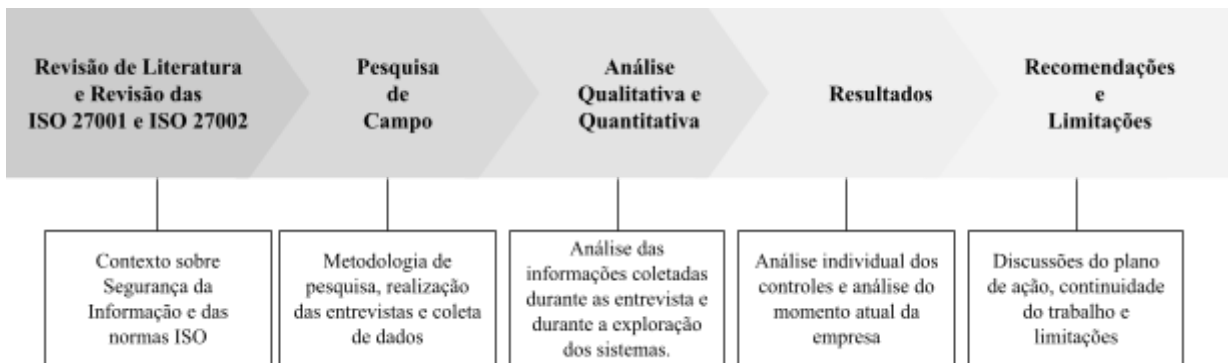 Revisão de Literatura
e Revisão das
ISO 27001 e ISO 27002
Pesquisa
de
Campo
Análise
Qualitativa e
Quantitativa
Resultados
Recomendações
e
Limitações
Contexto sobre
Segurança da
Informação e das
normas ISO
Metodologia de
pesquisa, realização
das entrevistas e coleta
de dados
Análise das
informações coletadas
durante as entrevista e
durante a exploração
dos sistemas.
Análise individual dos
controles e análise do
momento atual da
empresa
Discussões do plano
de ação, continuidade
do trabalho e
limitações